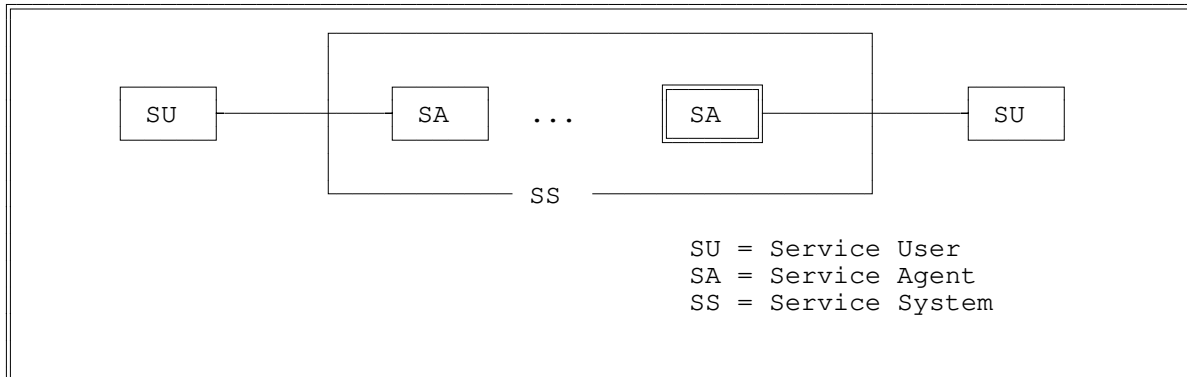 SU SA ... SA SU
SS
SU = Service User
SA = Service Agent
SS = Service System